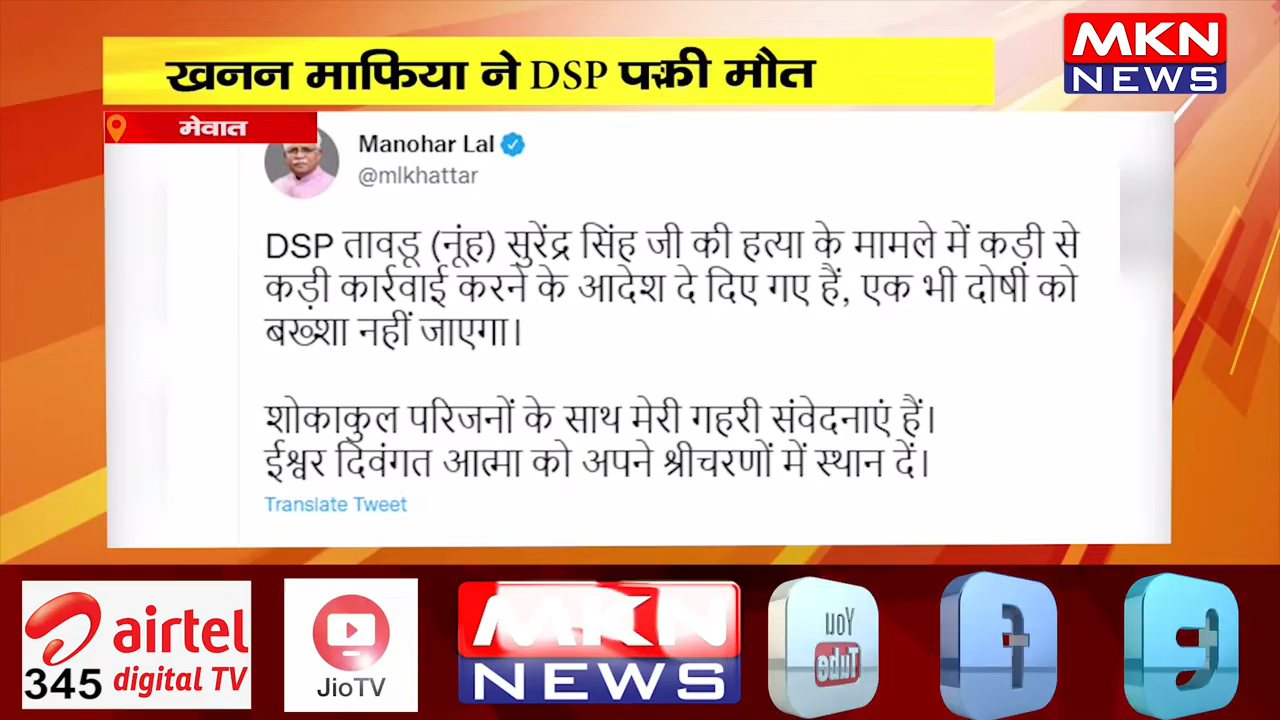 खनन माफिया ने DSP की मौत
MKN
NEWS
मेवात
Manohar Lal
@mlkhattar
DSP तावडू (नूंह) सुरेंद्र सिंह जी की हत्या के मामले में कड़ी से
कड़ी कार्रवाई करने के आदेश दे दिए गए हैं, एक भी दोषी को
बख्शा नहीं जाएगा।
शोकाकुल परिजनों के साथ मेरी गहरी संवेदनाएं हैं।
ईश्वर दिवंगत आत्मा को अपने श्रीचरणों में स्थान दें।
Translate Tweet
airtel
345 digital TV
JioTV
MKN
NEWS
You
Tube